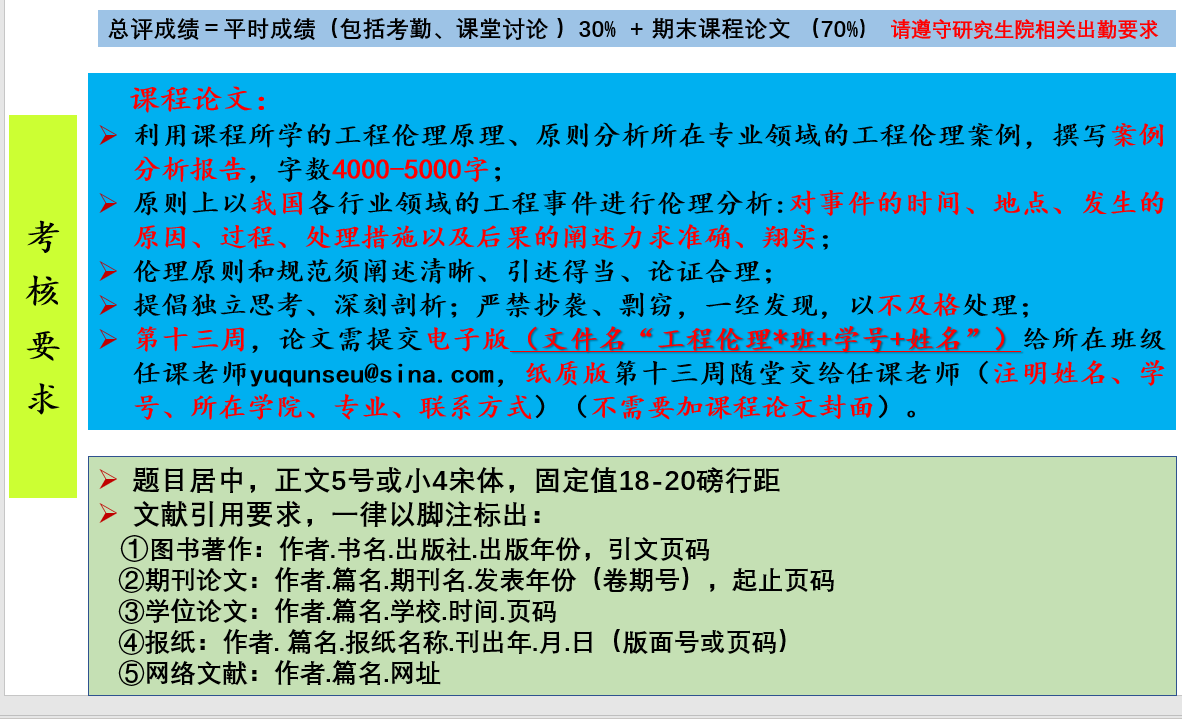 总评成绩＝平时成绩（包括考勤、课堂讨论 ）30% + 期末课程论文 （70%） 请遵守研究生院相关出勤要求
考核要求
课程论文：
➢ 利用课程所学的工程伦理原理、原则分析所在专业领域的工程伦理案例，撰写案例
分析报告，字数4000-5000字；
➢ 原则上以我国各行业领域的工程事件进行伦理分析:对事件的时间、地点、发生的
原因、过程、处理措施以及后果的阐述力求准确、翔实；
➢ 伦理原则和规范须阐述清晰、引述得当、论证合理；
➢ 提倡独立思考、深刻剖析；严禁抄袭、剽窃，一经发现，以不及格处理；
➢ 第十三周，论文需提交电子版（文件名“工程伦理*班+学号+姓名”）给所在班级
任课老师yuqunseu@sina.com，纸质版第十三周随堂交给任课老师（注明姓名、学
号、所在学院、专业、联系方式）（不需要加课程论文封面）。
➢ 题目居中，正文5号或小4宋体，固定值18-20磅行距
➢ 文献引用要求，一律以脚注标出：
①图书著作：作者.书名.出版社.出版年份，引文页码
②期刊论文：作者.篇名.期刊名.发表年份（卷期号），起止页码
③学位论文：作者.篇名.学校.时间.页码
④报纸：作者. 篇名.报纸名称.刊出年.月.日（版面号或页码）
⑤网络文献：作者.篇名.网址